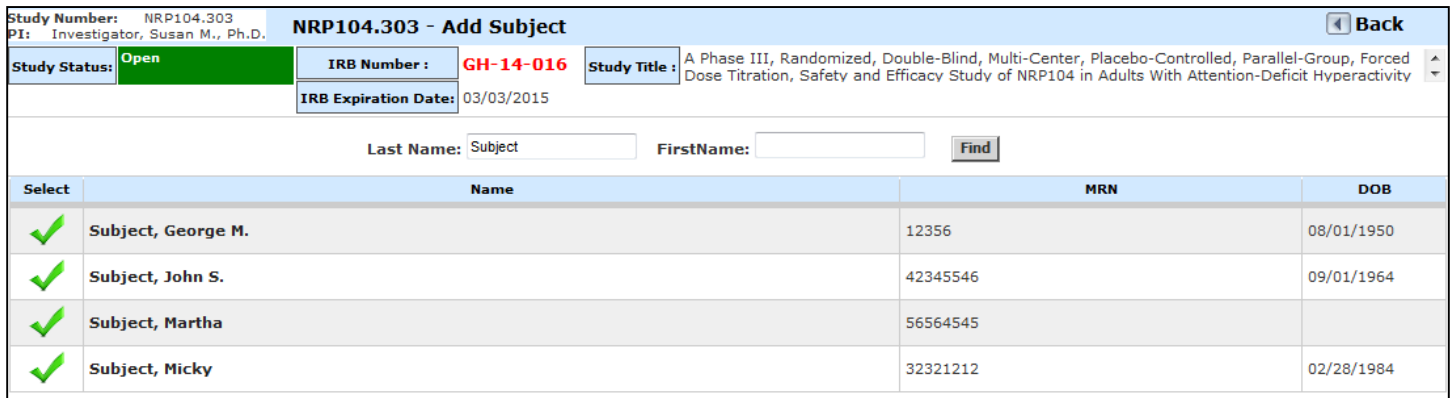 Study Number: NRP104.303
PI: Investigator, Susan M., Ph.D.
NRP104.303 - Add Subject
Back
Study Status: Open
IRB Number : GH-14-016
Study Title : A Phase III, Randomized, Double-Blind, Multi-Center, Placebo-Controlled, Parallel-Group, Forced
Dose Titration, Safety and Efficacy Study of NRP104 in Adults With Attention-Deficit Hyperactivity
IRB Expiration Date: 03/03/2015
Last Name: Subject FirstName: Find
Select Name MRN DOB
Subject, George M. 12356 08/01/1950
Subject, John S. 42345546 09/01/1964
Subject, Martha 56564545
Subject, Micky 32321212 02/28/1984